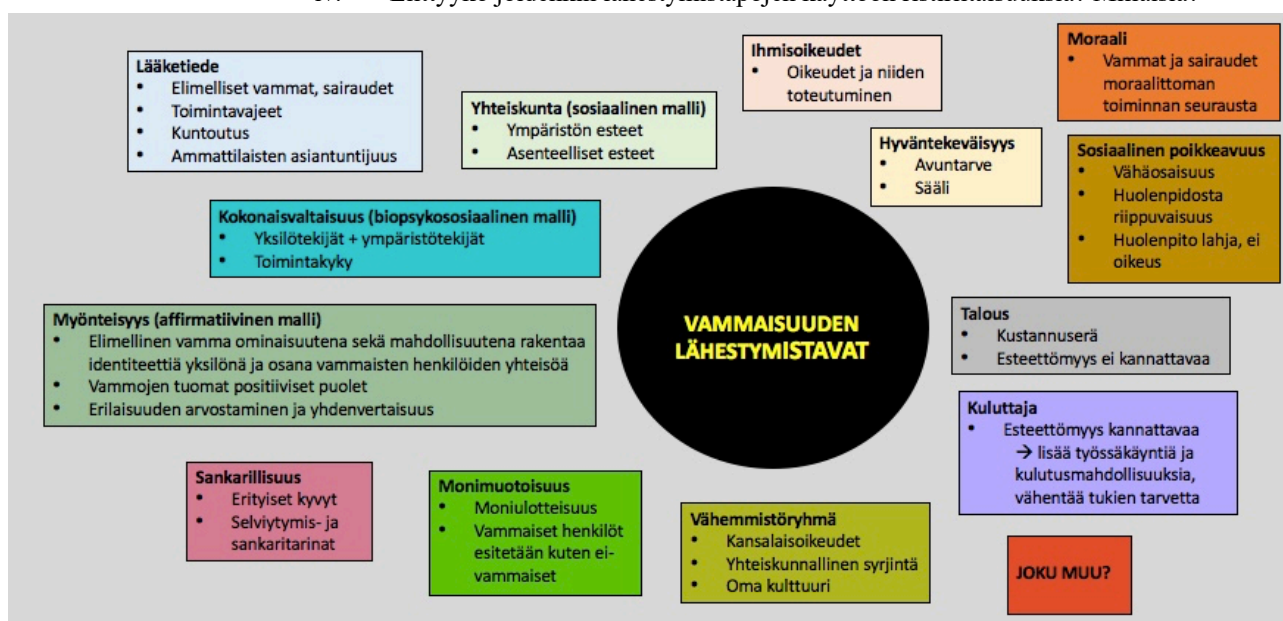 Lääketiede
• Elimelliset vammat, sairaudet
• Toimintavajeet
• Kuntoutus
• Ammattilaisten asiantuntijuus
Yhteiskunta (sosiaalinen malli)
• Ympäristön esteet
• Asenteelliset esteet
Ihmisoikeudet
• Oikeudet ja niiden
toteutuminen
Moraali
• Vammat ja sairaudet
moraalittoman
toiminnan seurausta
Hyväntekeväisyys
• Avuntarve
• Sääli
Sosiaalinen poikkeavuus
• Vähäosaisuus
• Huolenpidosta
riippuvaisuus
• Huolenpito lahja, ei
oikeus
Kokonaisvaltaisuus (biopsykososiaalinen malli)
• Yksilötekijät + ympäristötekijät
• Toimintakyky
VAMMAISUUDEN
LÄHESTYMISTAVAT
Myönteisyys (affirmatiivinen malli)
• Elimellinen vamma ominaisuutena sekä mahdollisuutena rakentaa
identiteettiä yksilönä ja osana vammaisten henkilöiden yhteisöä
• Vammojen tuomat positiiviset puolet
• Erilaisuuden arvostaminen ja yhdenvertaisuus
Talous
• Kustannuserä
• Esteettömyys ei kannattavaa
Kuluttaja
• Esteettömyys kannattavaa
→ lisää työssäkäyntiä ja
kulutusmahdollisuuksia,
vähentää tukien tarvetta
Sankarillisuus
• Erityiset kyvyt
• Selviytymis- ja
sankaritarinat
Monimuotoisuus
• Moniulotteisuus
• Vammaiset henkilöt
esitetään kuten ei-
vammaiset
Vähemmistöryhmä
• Kansalaisoikeudet
• Yhteiskunnallinen syrjintä
• Oma kulttuuri
JOKU MUU?